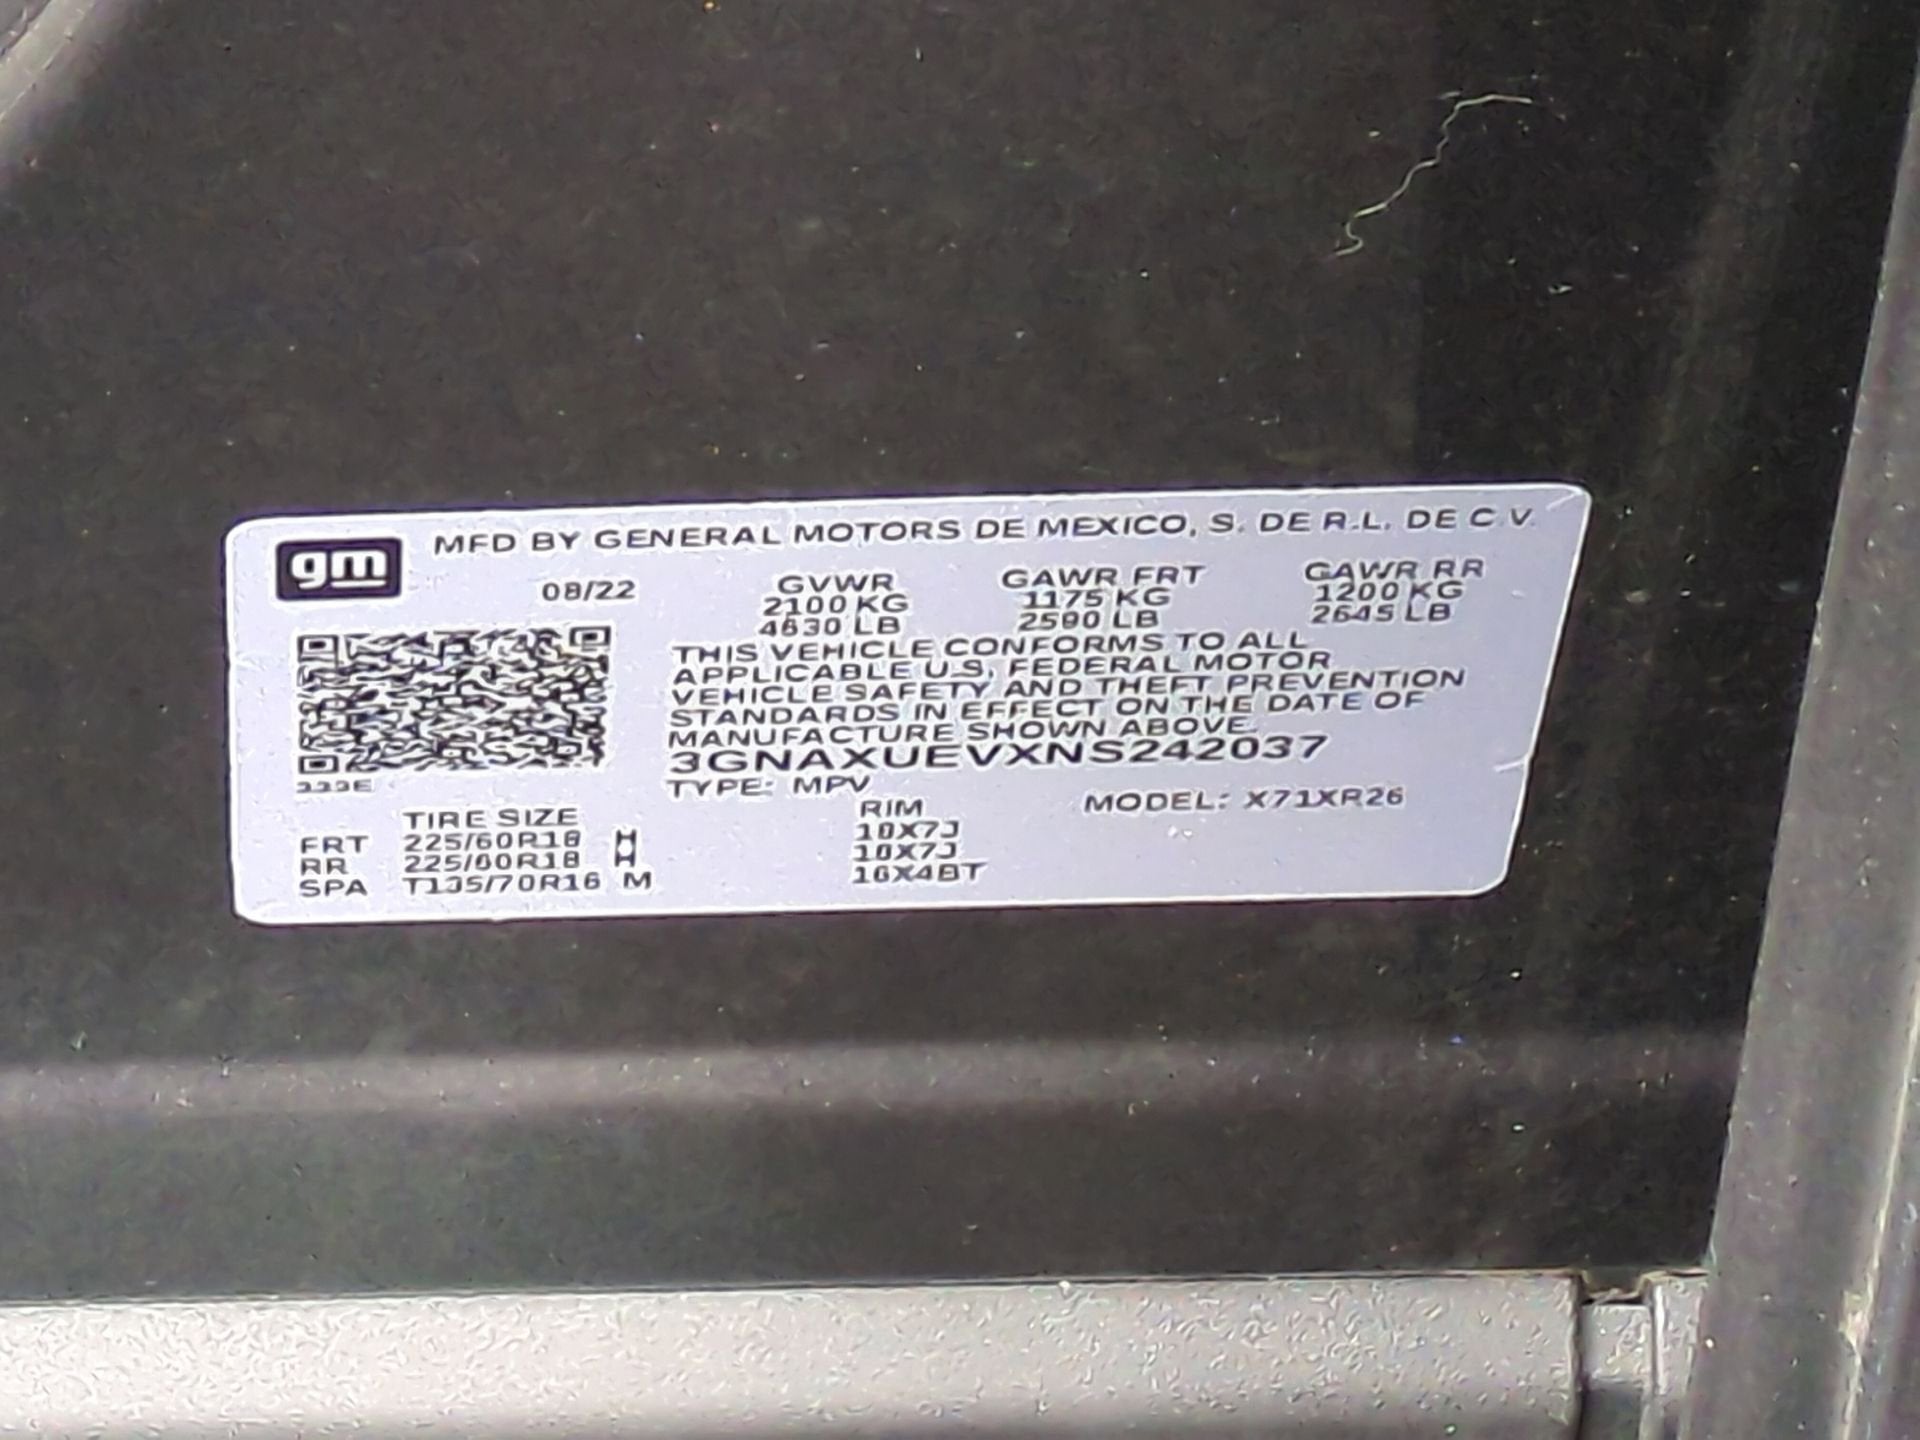 gm MFD BY GENERAL MOTORS DE MEXICO, S. DE R.L. DE C.V.
08/22 GVWR GAWR FRT GAWR RR
2100 KG 1175 KG 1200 KG
4630 LB 2590 LB 2645 LB
THIS VEHICLE CONFORMS TO ALL
APPLICABLE U.S. FEDERAL MOTOR
VEHICLE SAFETY AND THEFT PREVENTION
STANDARDS IN EFFECT ON THE DATE OF
MANUFACTURE SHOWN ABOVE.
3GNAXUEVXNS242037
TYPE: MPV MODEL: X71XR26
TIRE SIZE RIM
FRT 225/60R18 H 18X7J
RR 225/60R18 H 18X7J
SPA T135/70R16 M 16X4BT